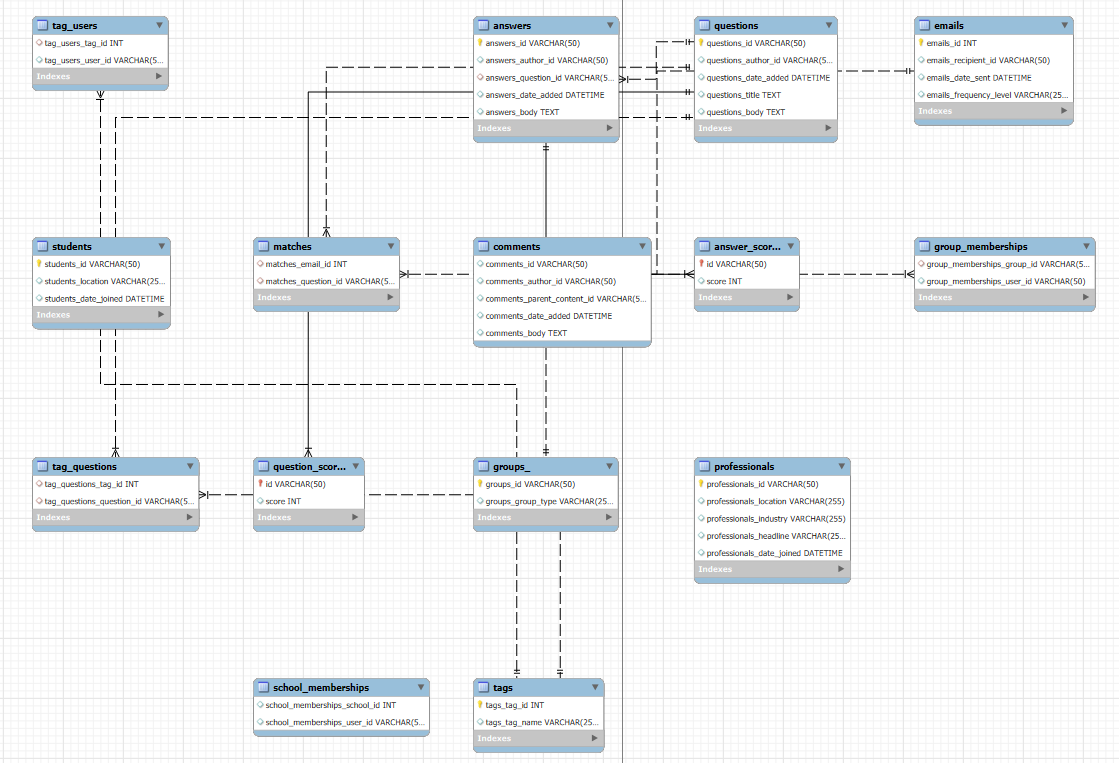 tag_users
tag_users_tag_id INT
tag_users_user_id VARCHAR(5...
Indexes
answers
answers_id VARCHAR(50)
answers_author_id VARCHAR(50)
answers_question_id VARCHAR(5...
answers_date_added DATETIME
answers_body TEXT
Indexes
questions
questions_id VARCHAR(50)
questions_author_id VARCHAR(5...
questions_date_added DATETIME
questions_title TEXT
questions_body TEXT
Indexes
emails
emails_id INT
emails_recipient_id VARCHAR(50)
emails_date_sent DATETIME
emails_frequency_level VARCHAR(25...
Indexes
students
students_id VARCHAR(50)
students_location VARCHAR(25...
students_date_joined DATETIME
Indexes
matches
matches_email_id INT
matches_question_id VARCHAR(5...
Indexes
comments
comments_id VARCHAR(50)
comments_author_id VARCHAR(50)
comments_parent_content_id VARCHAR(5...
comments_date_added DATETIME
comments_body TEXT
answer_scor...
id VARCHAR(50)
score INT
Indexes
group_memberships
group_memberships_group_id VARCHAR(5...
group_memberships_user_id VARCHAR(50)
Indexes
tag_questions
tag_questions_tag_id INT
tag_questions_question_id VARCHAR(5...
Indexes
question_scor...
id VARCHAR(50)
score INT
Indexes
groups_
groups_id VARCHAR(50)
groups_group_type VARCHAR(25...
Indexes
professionals
professionals_id VARCHAR(50)
professionals_location VARCHAR(255)
professionals_industry VARCHAR(255)
professionals_headline VARCHAR(25...
professionals_date_joined DATETIME
Indexes
school_memberships
school_memberships_school_id INT
school_memberships_user_id VARCHAR(5...
tags
tags_tag_id INT
tags_tag_name VARCHAR(25...
Indexes